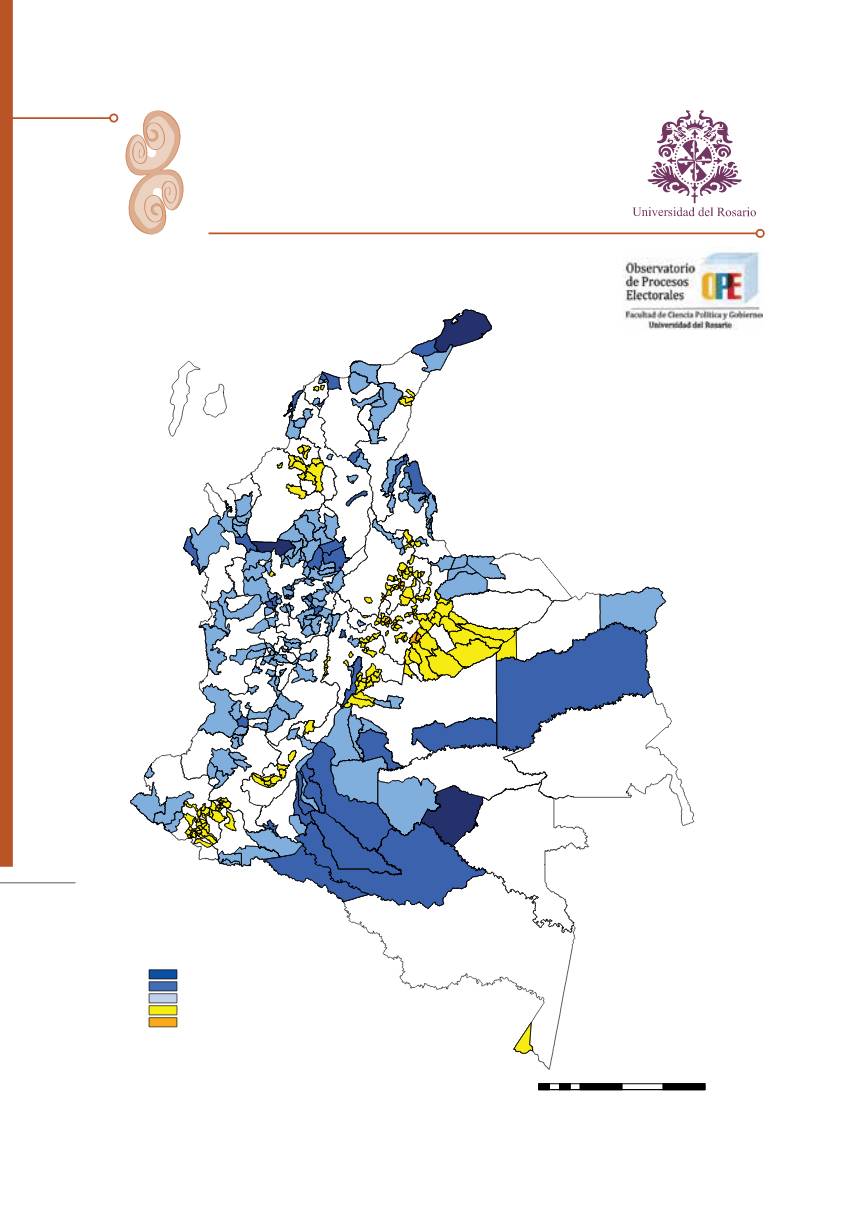 Universidad del Rosario
Observatorio
de Procesos
Electorales
OPE
Facultad de Ciencia Política y Gobierno
Universidad del Rosario